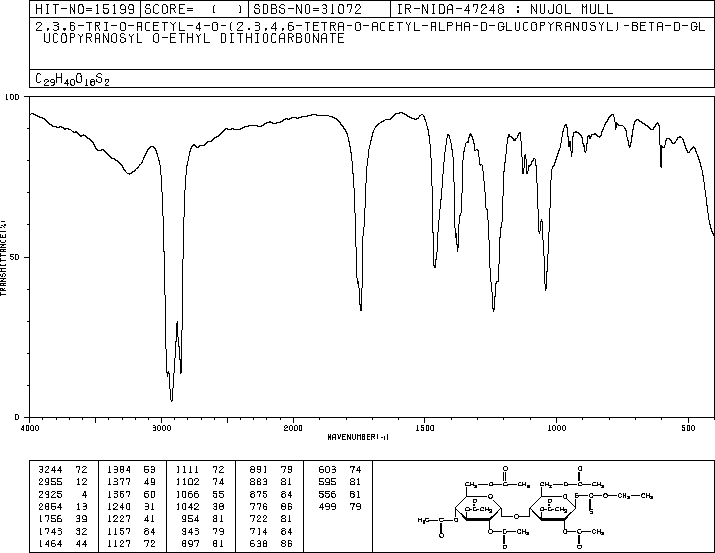 HIT-NO=15199 SCORE= ( ) SDBS-NO=31072 IR-NIDA-47248 : NUJOL MULL
2,3,6-TRI-O-ACETYL-4-O-(2,3,4,6-TETRA-O-ACETYL-ALPHA-D-GLUCOPYRANOSYL)-BETA-D-GL
UCOPYRANOSYL O-ETHYL DITHIOCARBONATE
C29H40O18S2
100
50
0
TRANSMITTANCE(%)
4000 3000 2000 1500 1000 500
WAVENUMBER(-1)
3244 72 1384 59 1111 72 891 79 603 74
2955 12 1377 49 1102 74 883 81 595 81
2925 4 1367 60 1066 55 875 84 556 81
2854 13 1240 31 1042 38 776 86 499 79
1756 39 1227 41 954 81 722 81
1743 32 1157 84 943 79 714 84
1464 44 1127 72 897 81 638 86